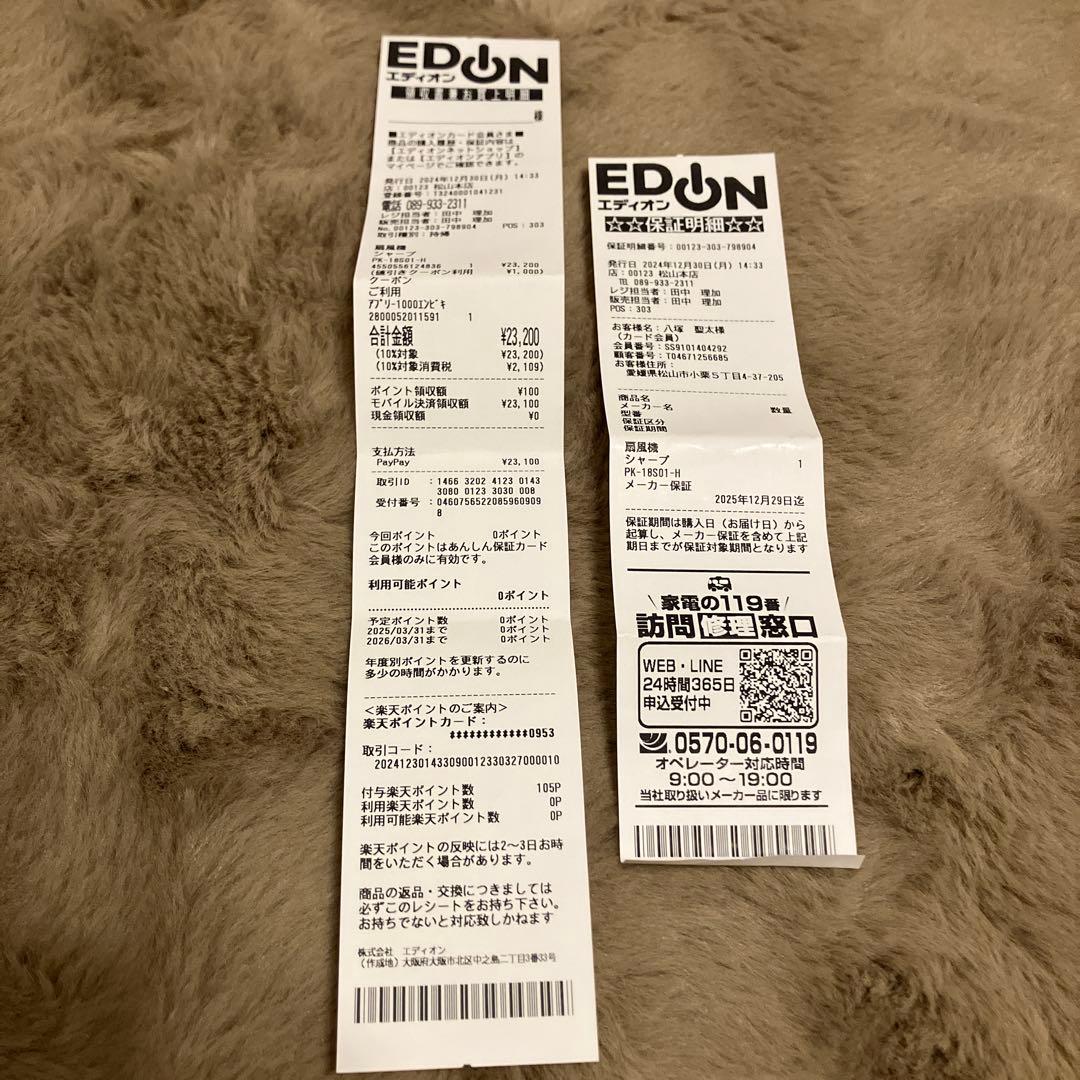 EDION
エディオン
領収書兼お買上明細
様
■エディオンカード会員さま■
商品の購入履歴・保証内容は
【エディオンネットショップ】
または【エディオンアプリ】の
マイページでご確認できます。
発行日 2024年12月30日(月) 14:33
店：00123 松山本店
登録番号：T3240001041231
電話 089-933-2311
レジ担当者：田中 理加
販売担当者：田中 理加
No.00123-303-798904 POS：303
取引種別：持帰
扇風機
シャープ
PK-18S01-H
4550556124836 1 ¥23,200
(値引きクーポン利用 ¥1,000)
クーポン
ご利用
ｱﾌﾟﾘｰ1000ｴﾝﾋﾞｷ
2800052011591 1
合計金額 ¥23,200
(10%対象 ¥23,200)
(10%対象消費税 ¥2,109)
ポイント領収額 ¥100
モバイル決済領収額 ¥23,100
現金領収額 ¥0
支払方法
PayPay ¥23,100
取引ID ：1466 3202 4123 0143
3080 0123 3030 008
受付番号 ：0460756522085960909
8
今回ポイント 0ポイント
このポイントはあんしん保証カード
会員様のみに有効です。
利用可能ポイント
0ポイント
予定ポイント数 0ポイント
2025/03/31まで 0ポイント
2026/03/31まで 0ポイント
年度別ポイントを更新するのに
多少の時間がかかります。
＜楽天ポイントのご案内＞
楽天ポイントカード：
************0953
取引コード：
20241230143309001233032​7000010
付与楽天ポイント数 105P
利用楽天ポイント数 0P
利用可能楽天ポイント数 0P
楽天ポイントの反映には2〜3日お時
間をいただく場合があります。
商品の返品・交換につきましては
必ずこのレシートをお持ち下さい。
お持ちでないと対応致しかねます
株式会社 エディオン
（作成地）大阪府大阪市北区中之島二丁目3番33号
EDION
エディオン
☆☆保証明細☆☆
保証明細番号：00123-303-798904
発行日 2024年12月30日(月) 14:33
店：00123 松山本店
℡ 089-933-2311
レジ担当者：田中 理加
販売担当者：田中 理加
POS：303
お客様名：八塚 聖太様
(カード会員)
会員番号：SS9101404292
顧客番号：T04671256685
お客様住所：
愛媛県松山市小栗５丁目4-37-205
商品名
メーカー名 数量
型番
保証区分
保証期間
扇風機
シャープ 1
PK-18S01-H
メーカー保証
2025年12月29日迄
保証期間は購入日（お届け日）から
起算し、メーカー保証を含めて上記
期日までが保証対象期間となります
家電の119番
訪問修理窓口
WEB・LINE
24時間365日
申込受付中
0570-06-0119
オペレーター対応時間
9:00〜19:00
当社取り扱いメーカー品に限ります